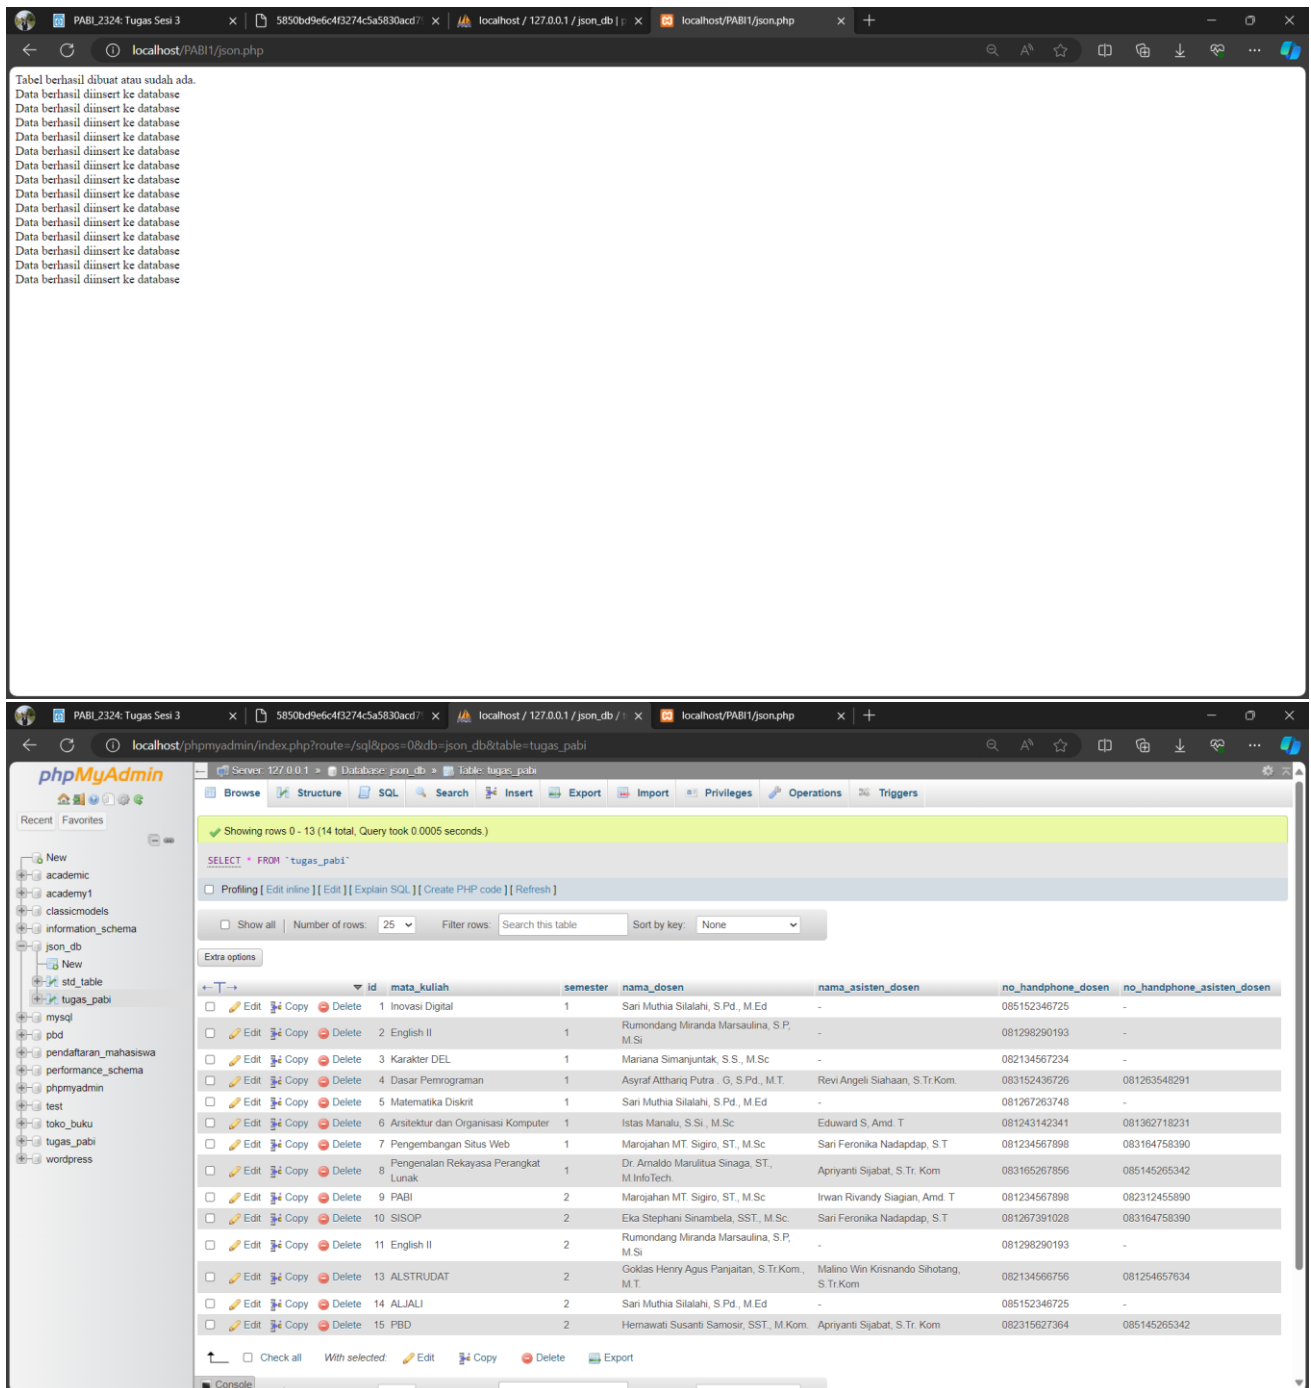 PABI_2324: Tugas Sesi 3
5850bd9e6c4f3274c5a5830acd7
localhost / 127.0.0.1 / json_db |
localhost/PABI1/json.php
localhost/PABI1/json.php
Tabel berhasil dibuat atau sudah ada.
Data berhasil diinsert ke database
Data berhasil diinsert ke database
Data berhasil diinsert ke database
Data berhasil diinsert ke database
Data berhasil diinsert ke database
Data berhasil diinsert ke database
Data berhasil diinsert ke database
Data berhasil diinsert ke database
Data berhasil diinsert ke database
Data berhasil diinsert ke database
Data berhasil diinsert ke database
Data berhasil diinsert ke database
Data berhasil diinsert ke database
Data berhasil diinsert ke database
PABI_2324: Tugas Sesi 3
5850bd9e6c4f3274c5a5830acd7
localhost / 127.0.0.1 / json_db /
localhost/PABI1/json.php
localhost/phpmyadmin/index.php?route=/sql&pos=0&db=json_db&table=tugas_pabi
phpMyAdmin
Recent Favorites
New
academic
academy1
classicmodels
information_schema
json_db
New
std_table
tugas_pabi
mysql
pbd
pendaftaran_mahasiswa
performance_schema
phpmyadmin
test
toko_buku
tugas_pabi
wordpress
Server: 127.0.0.1 » Database: json_db » Table: tugas_pabi
Browse Structure SQL Search Insert Export Import Privileges Operations Triggers
Showing rows 0 - 13 (14 total, Query took 0.0005 seconds.)
SELECT * FROM `tugas_pabi`
Profiling [ Edit inline ] [ Edit ] [ Explain SQL ] [ Create PHP code ] [ Refresh ]
Show all | Number of rows: 25 Filter rows: Search this table Sort by key: None
Extra options
id mata_kuliah semester nama_dosen nama_asisten_dosen no_handphone_dosen no_handphone_asisten_dosen
Edit Copy Delete 1 Inovasi Digital 1 Sari Muthia Silalahi, S.Pd., M.Ed - 085152346725 -
Edit Copy Delete 2 English II 1 Rumondang Miranda Marsaulina, S.P, M.Si - 081298290193 -
Edit Copy Delete 3 Karakter DEL 1 Mariana Simanjuntak, S.S., M.Sc - 082134567234 -
Edit Copy Delete 4 Dasar Pemrograman 1 Asyraf Atthariq Putra . G, S.Pd., M.T. Revi Angeli Siahaan, S.Tr.Kom. 083152436726 081263548291
Edit Copy Delete 5 Matematika Diskrit 1 Sari Muthia Silalahi, S.Pd., M.Ed - 081267263748 -
Edit Copy Delete 6 Arsitektur dan Organisasi Komputer 1 Istas Manalu, S.Si., M.Sc Eduward S, Amd. T 081243142341 081362718231
Edit Copy Delete 7 Pengembangan Situs Web 1 Marojahan MT. Sigiro, ST., M.Sc Sari Feronika Nadapdap, S.T 081234567898 083164758390
Edit Copy Delete 8 Pengenalan Rekayasa Perangkat Lunak 1 Dr. Arnaldo Marulitua Sinaga, ST., M.InfoTech. Apriyanti Sijabat, S.Tr. Kom 083165267856 085145265342
Edit Copy Delete 9 PABI 2 Marojahan MT. Sigiro, ST., M.Sc Irwan Rivandy Siagian, Amd. T 081234567898 082312455890
Edit Copy Delete 10 SISOP 2 Eka Stephani Sinambela, SST., M.Sc. Sari Feronika Nadapdap, S.T 081267391028 083164758390
Edit Copy Delete 11 English II 2 Rumondang Miranda Marsaulina, S.P, M.Si - 081298290193 -
Edit Copy Delete 13 ALSTRUDAT 2 Goklas Henry Agus Panjaitan, S.Tr.Kom., M.T. Malino Win Krisnando Sihotang, S.Tr.Kom 082134566756 081254657634
Edit Copy Delete 14 ALJALI 2 Sari Muthia Silalahi, S.Pd., M.Ed - 085152346725 -
Edit Copy Delete 15 PBD 2 Hernawati Susanti Samosir, SST., M.Kom. Apriyanti Sijabat, S.Tr. Kom 082315627364 085145265342
Check all With selected: Edit Copy Delete Export
Console